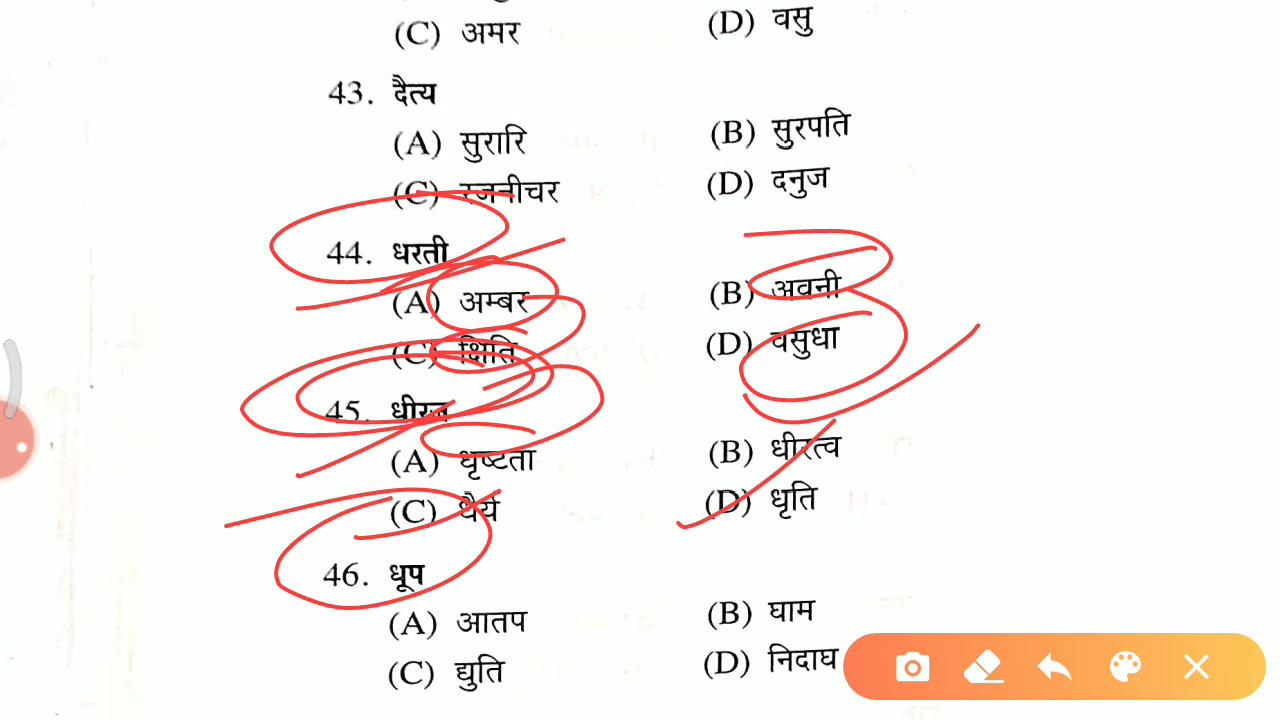 (C) अमर (D) वसु
43. दैत्य
(A) सुरारि (B) सुरपति
(C) रजनीचर (D) दनुज
44. धरती
(A) अम्बर (B) अवनी
(C) क्षिति (D) वसुधा
45. धीरज
(A) धृष्टता (B) धीरत्व
(C) धैर्य (D) धृति
46. धूप
(A) आतप (B) घाम
(C) द्युति (D) निदाघ